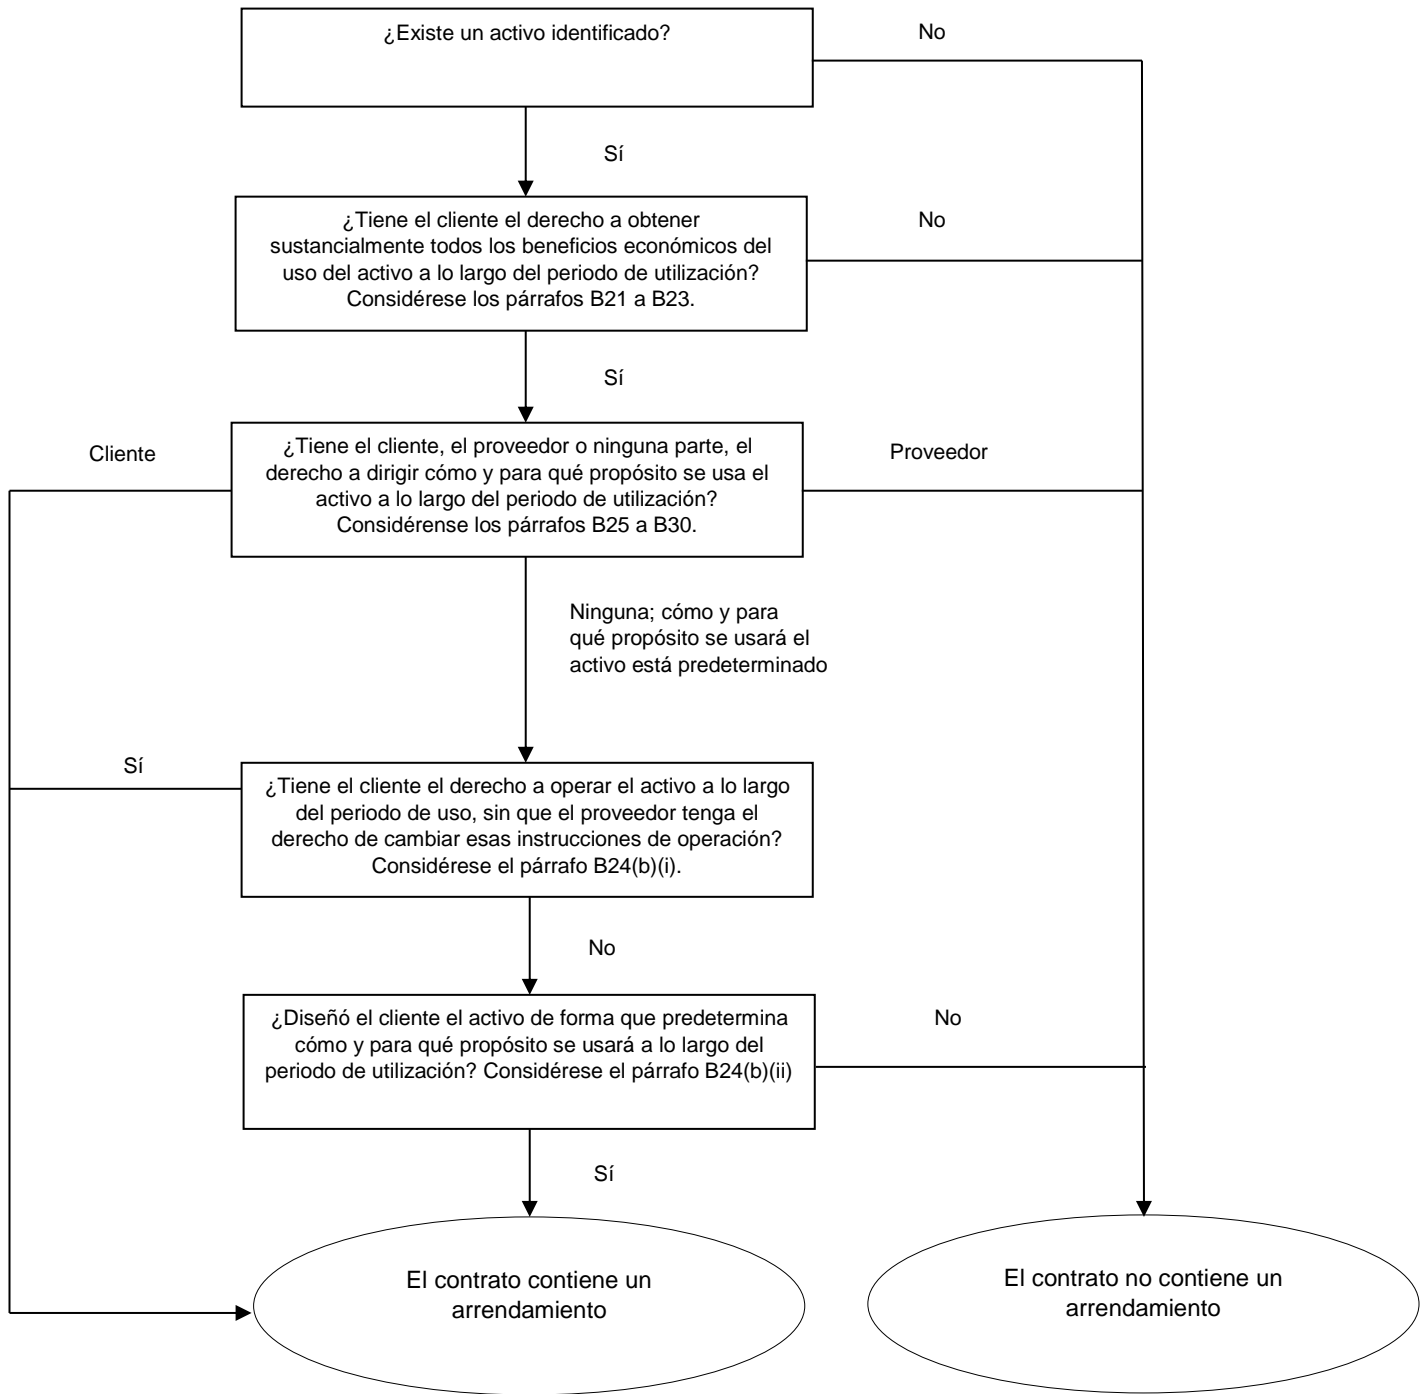 ¿Existe un activo identificado?
No
Sí
¿Tiene el cliente el derecho a obtener
sustancialmente todos los beneficios económicos del
uso del activo a lo largo del periodo de utilización?
Considérese los párrafos B21 a B23.
No
Sí
Cliente
¿Tiene el cliente, el proveedor o ninguna parte, el
derecho a dirigir cómo y para qué propósito se usa el
activo a lo largo del periodo de utilización?
Considérense los párrafos B25 a B30.
Proveedor
Ninguna; cómo y para
qué propósito se usará el
activo está predeterminado
Sí
¿Tiene el cliente el derecho a operar el activo a lo largo
del periodo de uso, sin que el proveedor tenga el
derecho de cambiar esas instrucciones de operación?
Considérese el párrafo B24(b)(i).
No
¿Diseñó el cliente el activo de forma que predetermina
cómo y para qué propósito se usará a lo largo del
periodo de utilización? Considérese el párrafo B24(b)(ii)
No
Sí
El contrato contiene un
arrendamiento
El contrato no contiene un
arrendamiento